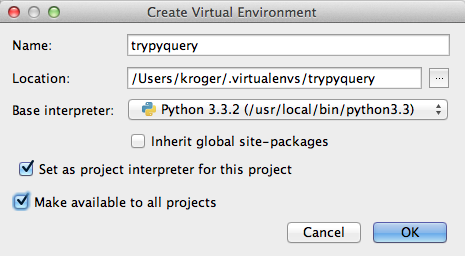 Create Virtual Environment
Name: trypyquery
Location: /Users/kroger/.virtualenvs/trypyquery ...
Base interpreter: Python 3.3.2 (/usr/local/bin/python3.3)
Inherit global site-packages
Set as project interpreter for this project
Make available to all projects
Cancel OK